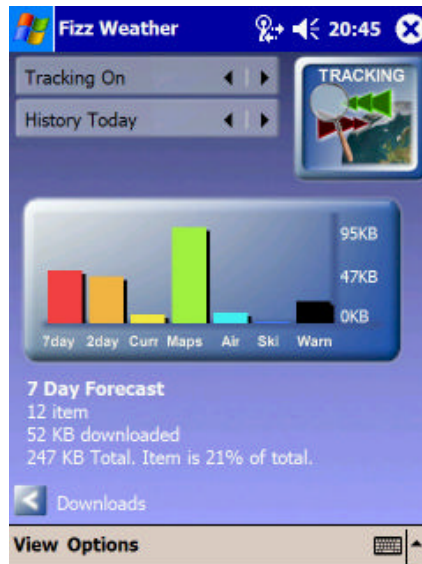 Fizz Weather 20:45
Tracking On
TRACKING
History Today
95KB
47KB
0KB
7day 2day Curr Maps Air Ski Warn
7 Day Forecast
12 item
52 KB downloaded
247 KB Total. Item is 21% of total.
Downloads
View Options